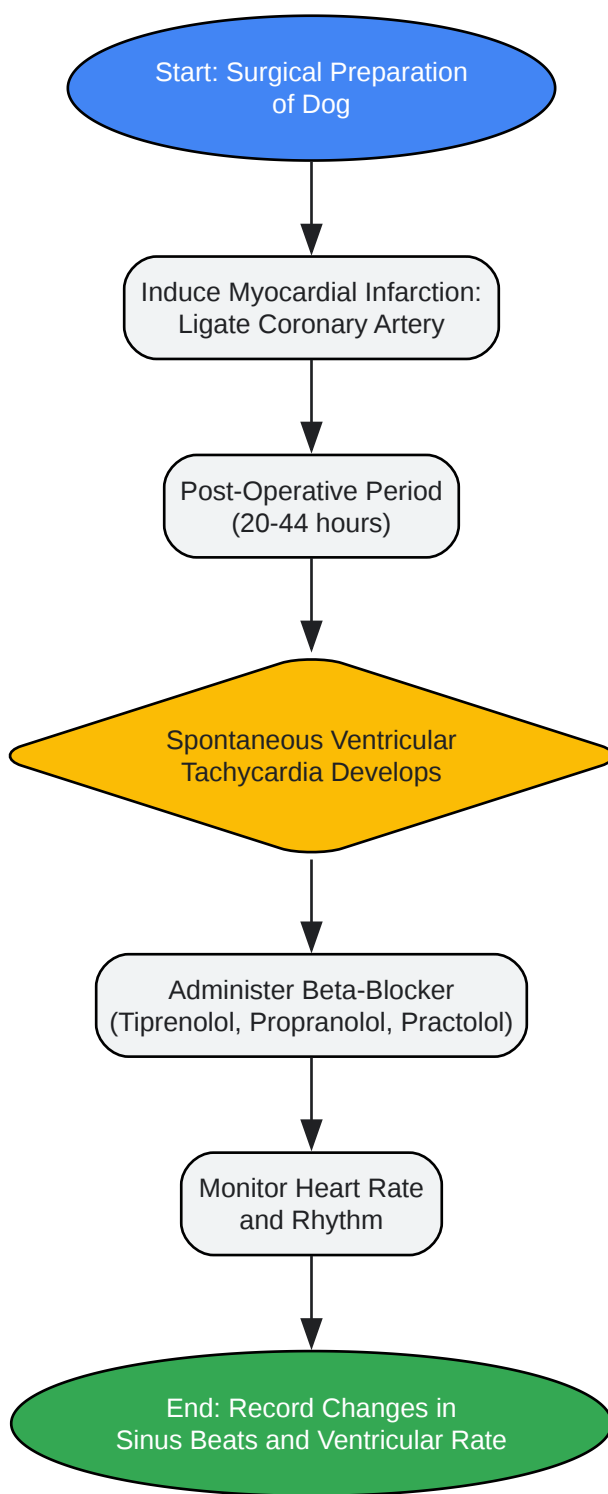 Start: Surgical Preparation
of Dog
Induce Myocardial Infarction:
Ligate Coronary Artery
Post-Operative Period
(20-44 hours)
Spontaneous Ventricular
Tachycardia Develops
Administer Beta-Blocker
(Tiprenolol, Propranolol, Practolol)
Monitor Heart Rate
and Rhythm
End: Record Changes in
Sinus Beats and Ventricular Rate